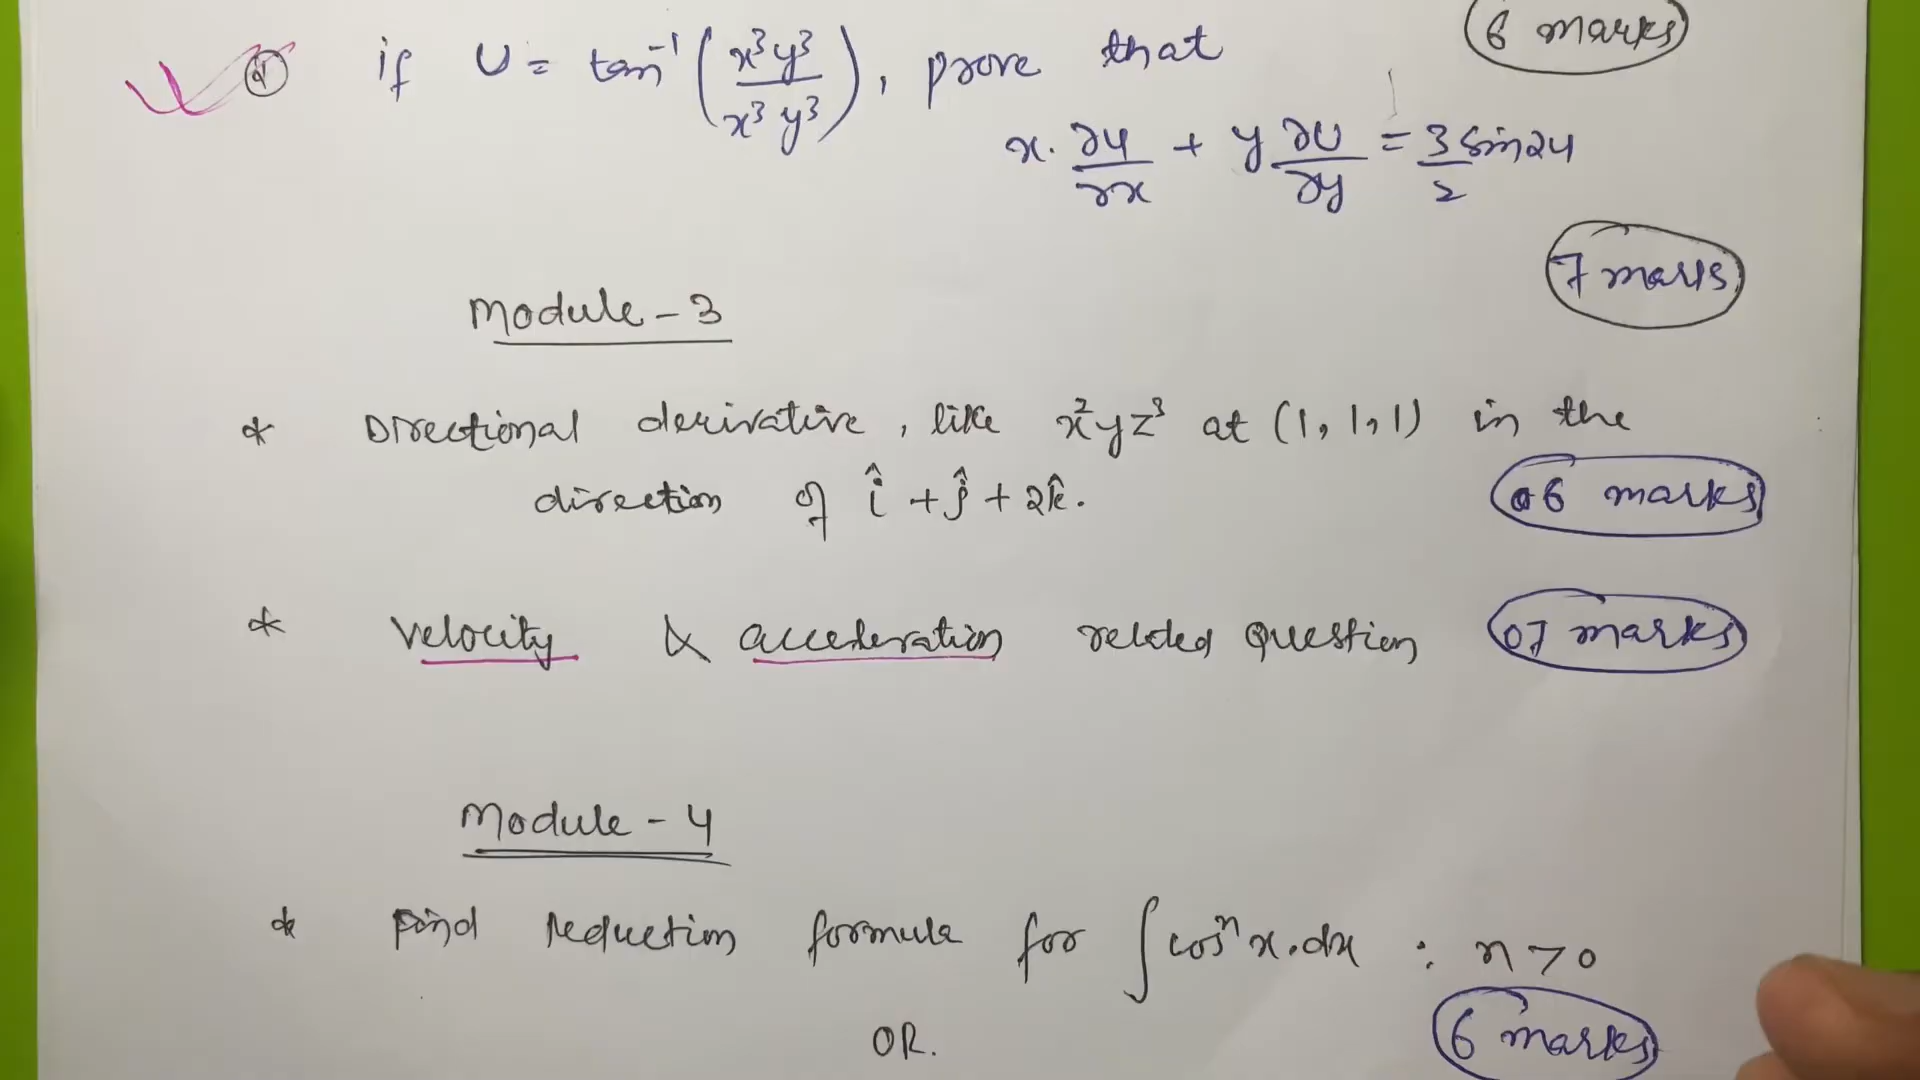 6 marks
if U = tan⁻¹ (x³y³ / x³y³), prove that
x. ∂u/∂x + y ∂U/∂y = 3/2 sin2u
7 marks
Module - 3
* Directional derivative, like x²yz³ at (1, 1, 1) in the
direction of î + ĵ + 2k̂.
06 marks
* Velocity & acceleration related question 07 marks
Module - 4
* Find reduction formula for ∫ cosⁿ x. dx : n > 0
6 marks
OR.